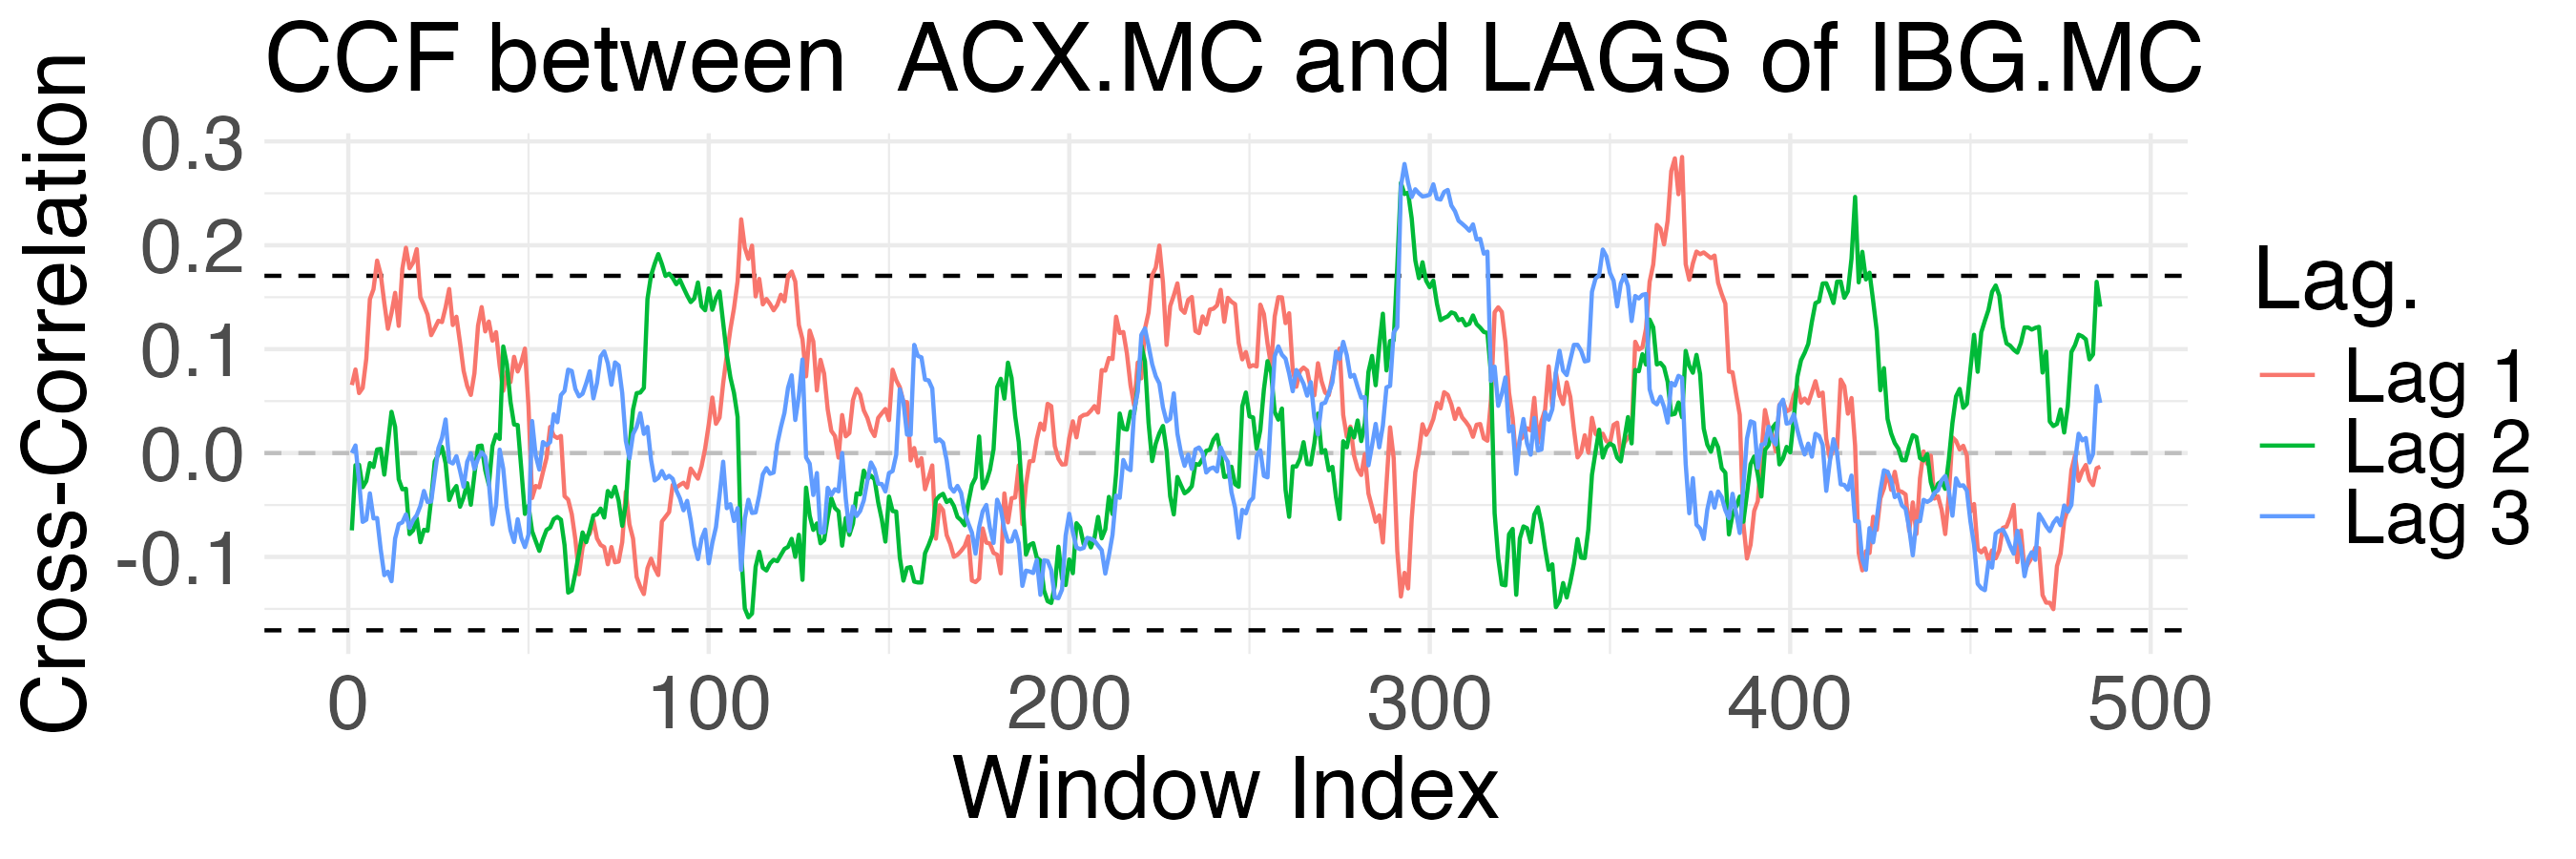 CCF between  ACX.MC and LAGS of IBG.MC
Cross-Correlation
0.3
0.2
0.1
0.0
-0.1
0 100 200 300 400 500
Window Index
Lag.
Lag 1
Lag 2
Lag 3